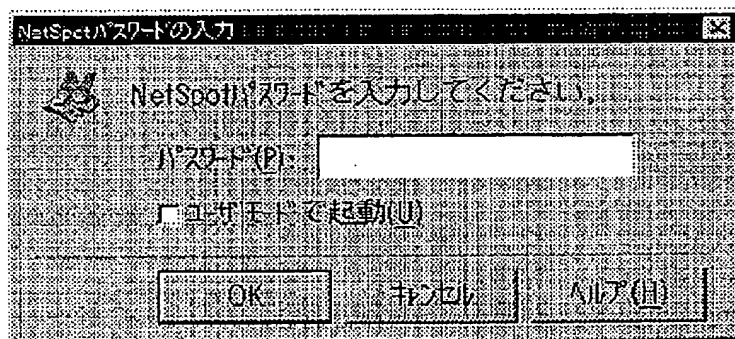 NetSpotパスワードの入力
NetSpotパスワードを入力してください。
パスワード(P):
ユーザモードで起動(U)
OK キャンセル ヘルプ(H)